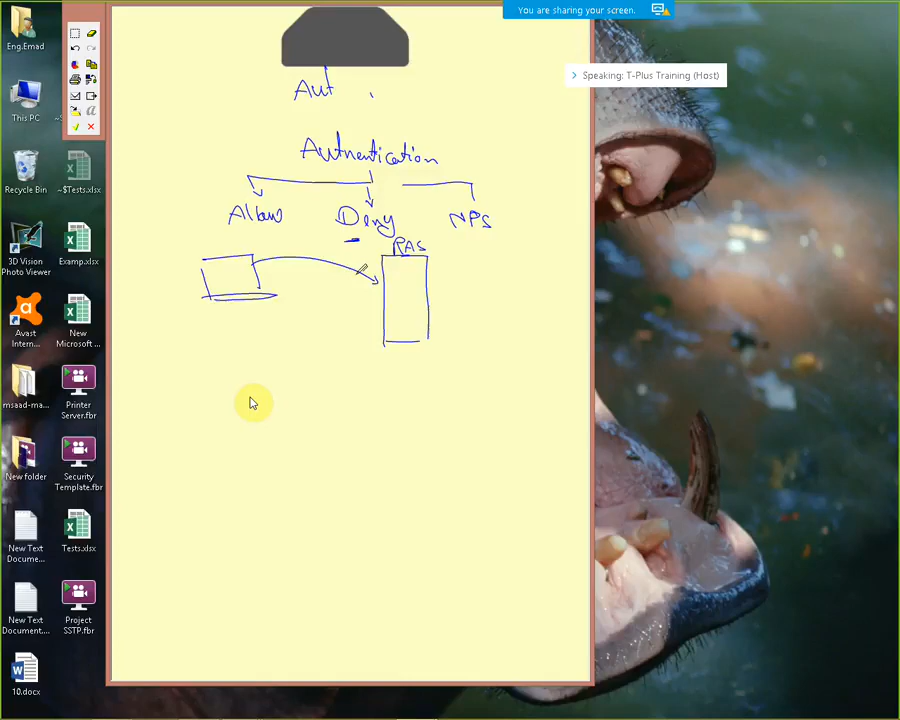 You are sharing your screen.
Speaking: T-Plus Training (Host)
Eng.Emad
This PC
Recycle Bin
~$Tests.xlsx
3D Vision
Photo Viewer
Examp.xlsx
Avast
Intern...
New
Microsoft ...
msaad-ma...
Printer
Server.fbr
New folder
Security
Template.fbr
New Text
Docume...
Tests.xlsx
New Text
Document....
Project
SSTP.fbr
10.docx
Aut
Authentication
Allow
Deny
NPS
RAS